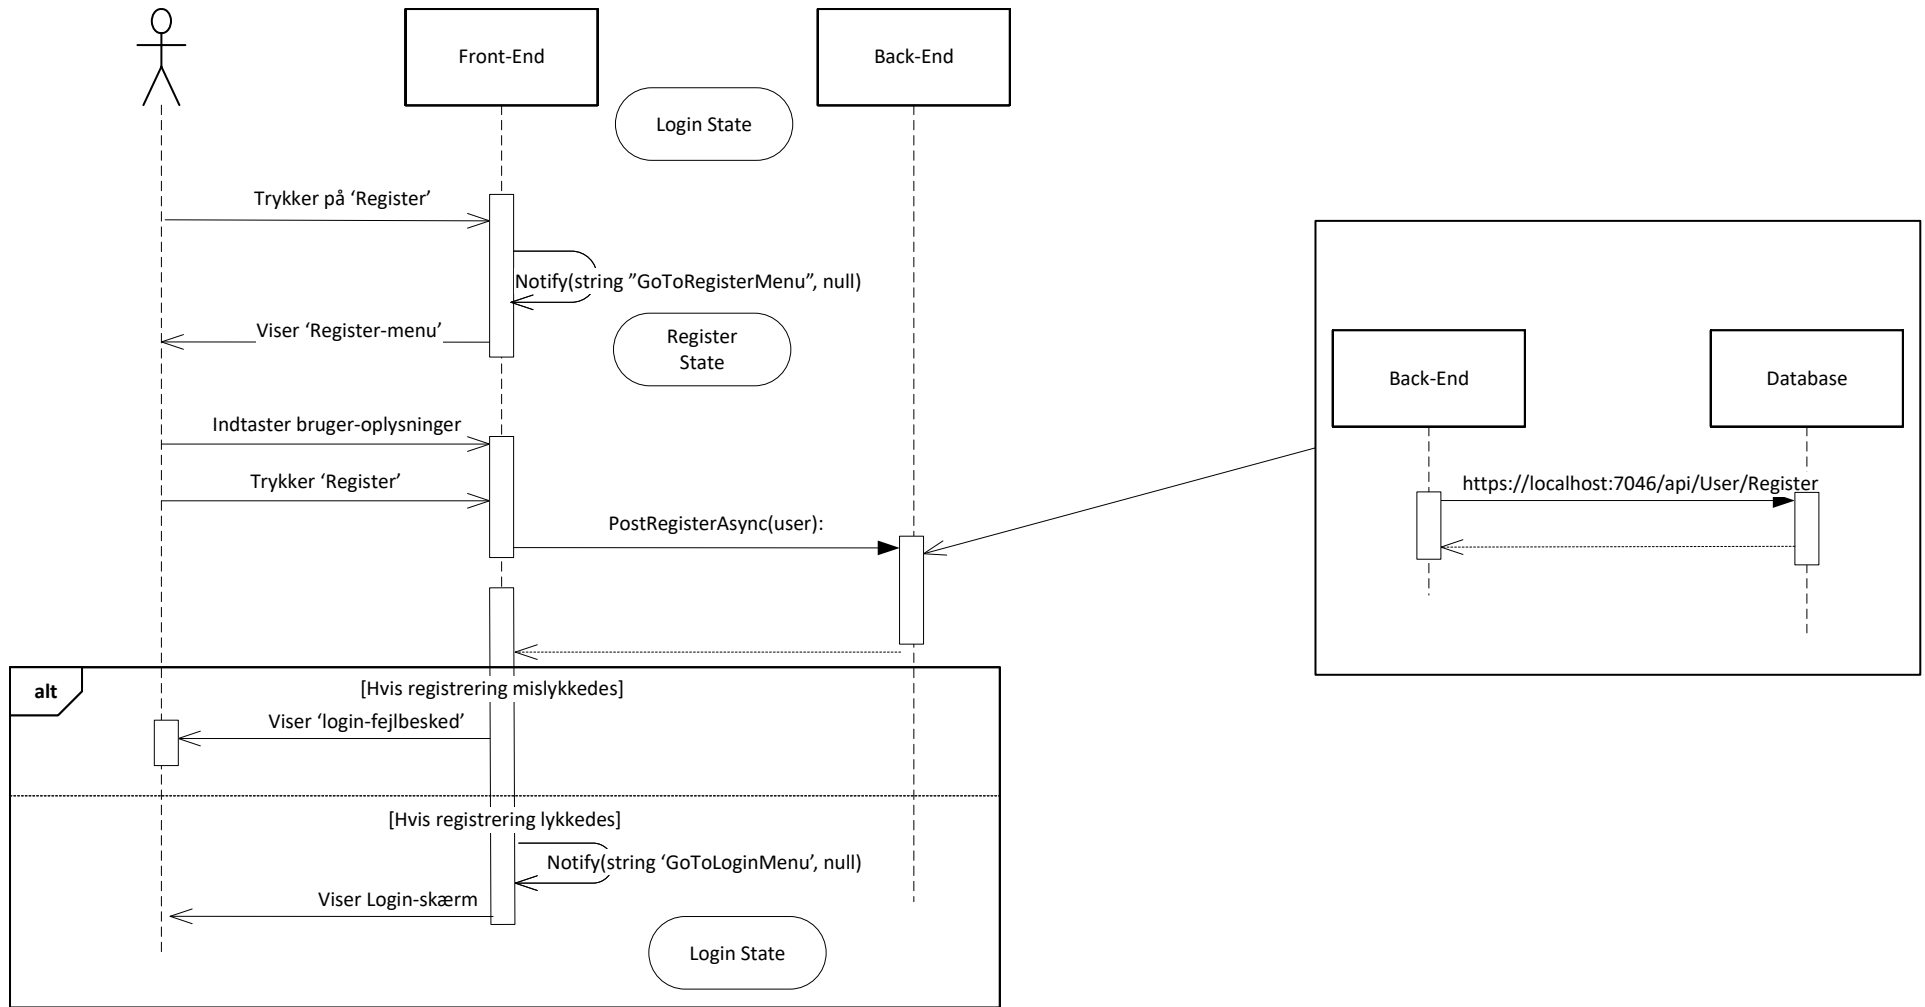 Front-End
Back-End
Login State
Trykker på ‘Register’
Notify(string ”GoToRegisterMenu”, null)
Viser ‘Register-menu’
Register
State
Back-End
Database
Indtaster bruger-oplysninger
Trykker ‘Register’
https://localhost:7046/api/User/Register
PostRegisterAsync(user):
alt
[Hvis registrering mislykkedes]
Viser ‘login-fejlbesked’
[Hvis registrering lykkedes]
Notify(string ‘GoToLoginMenu’, null)
Viser Login-skærm
Login State